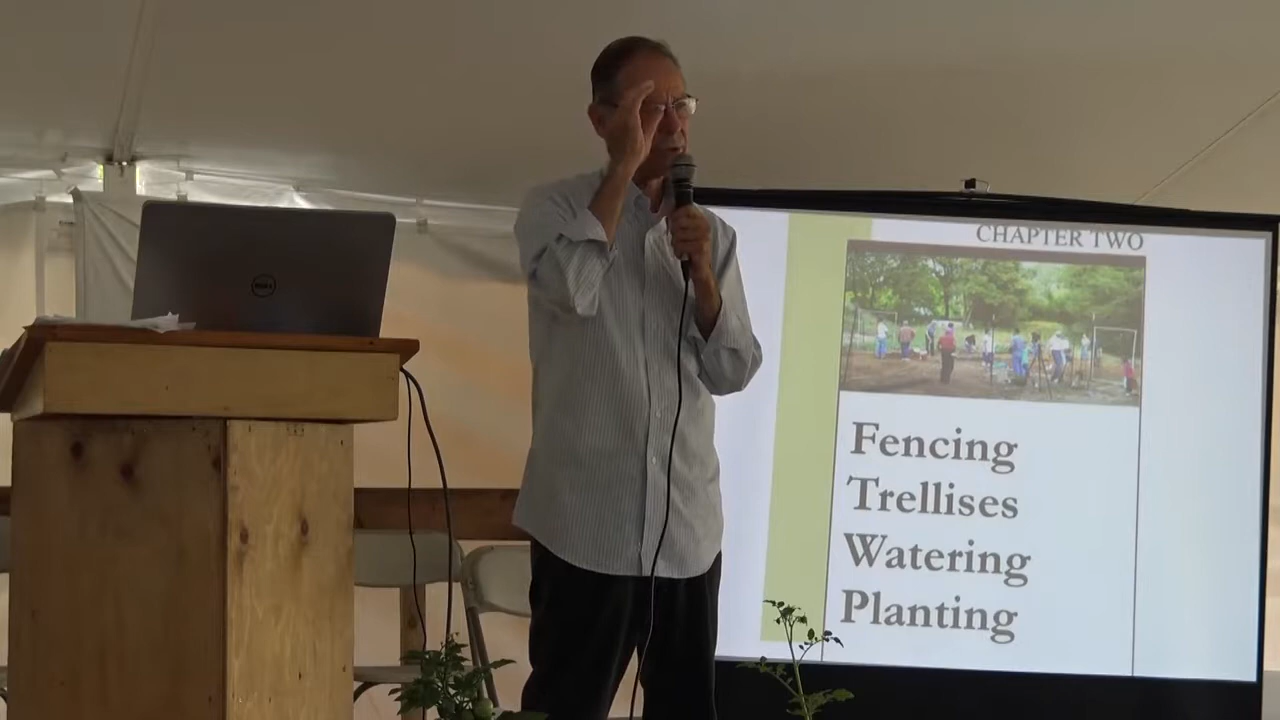 CHAPTER TWO
Fencing
Trellises
Watering
Planting
DELL